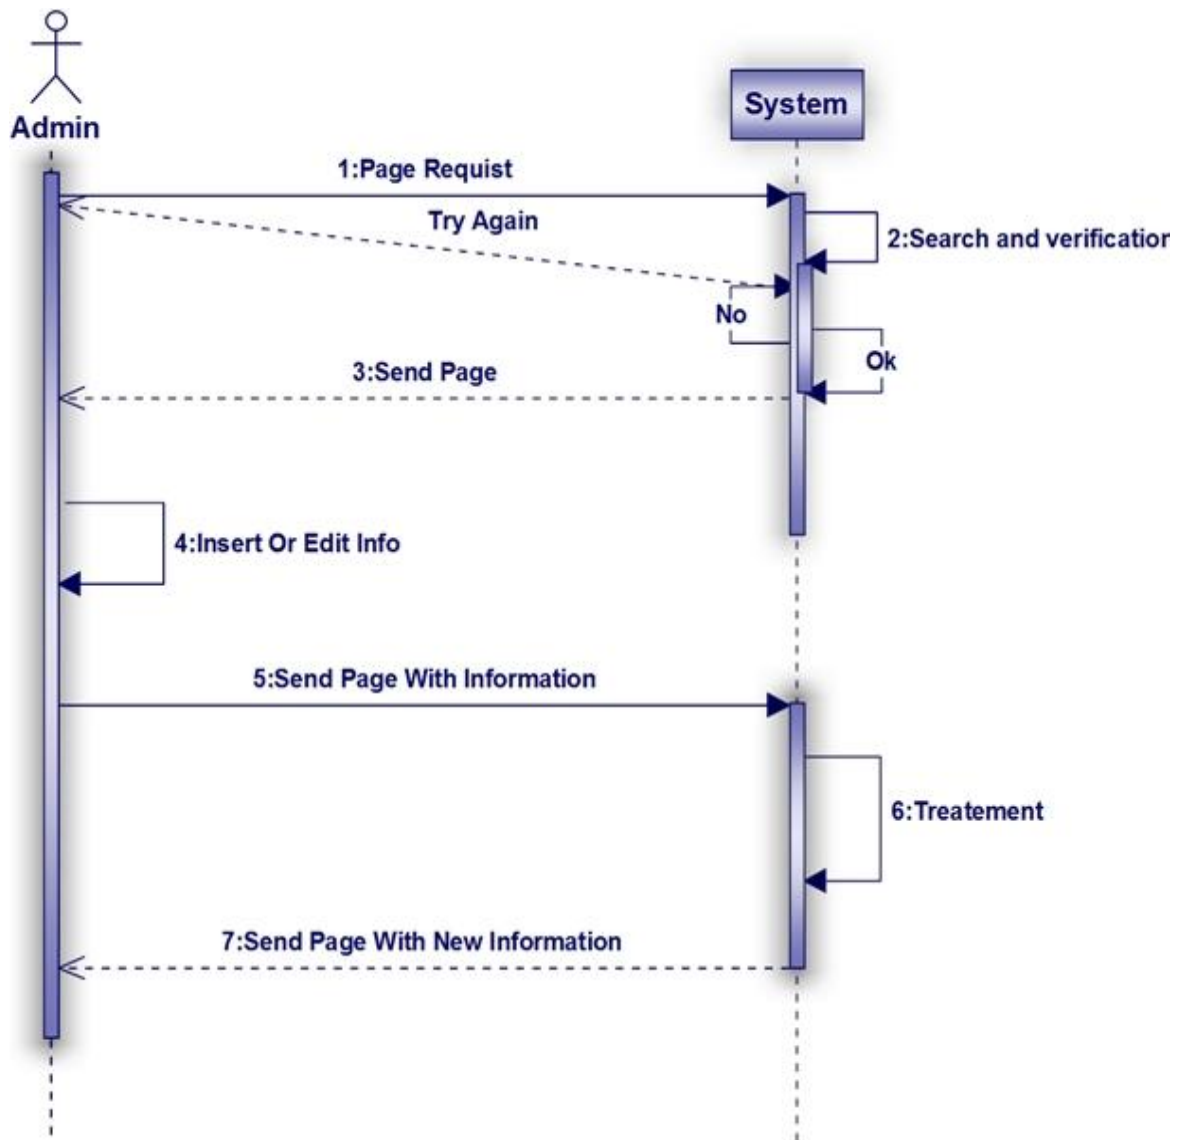 System
Admin
1:Page Requist
Try Again
2:Search and verification
No
Ok
3:Send Page
4:Insert Or Edit Info
5:Send Page With Information
6:Treatement
7:Send Page With New Information